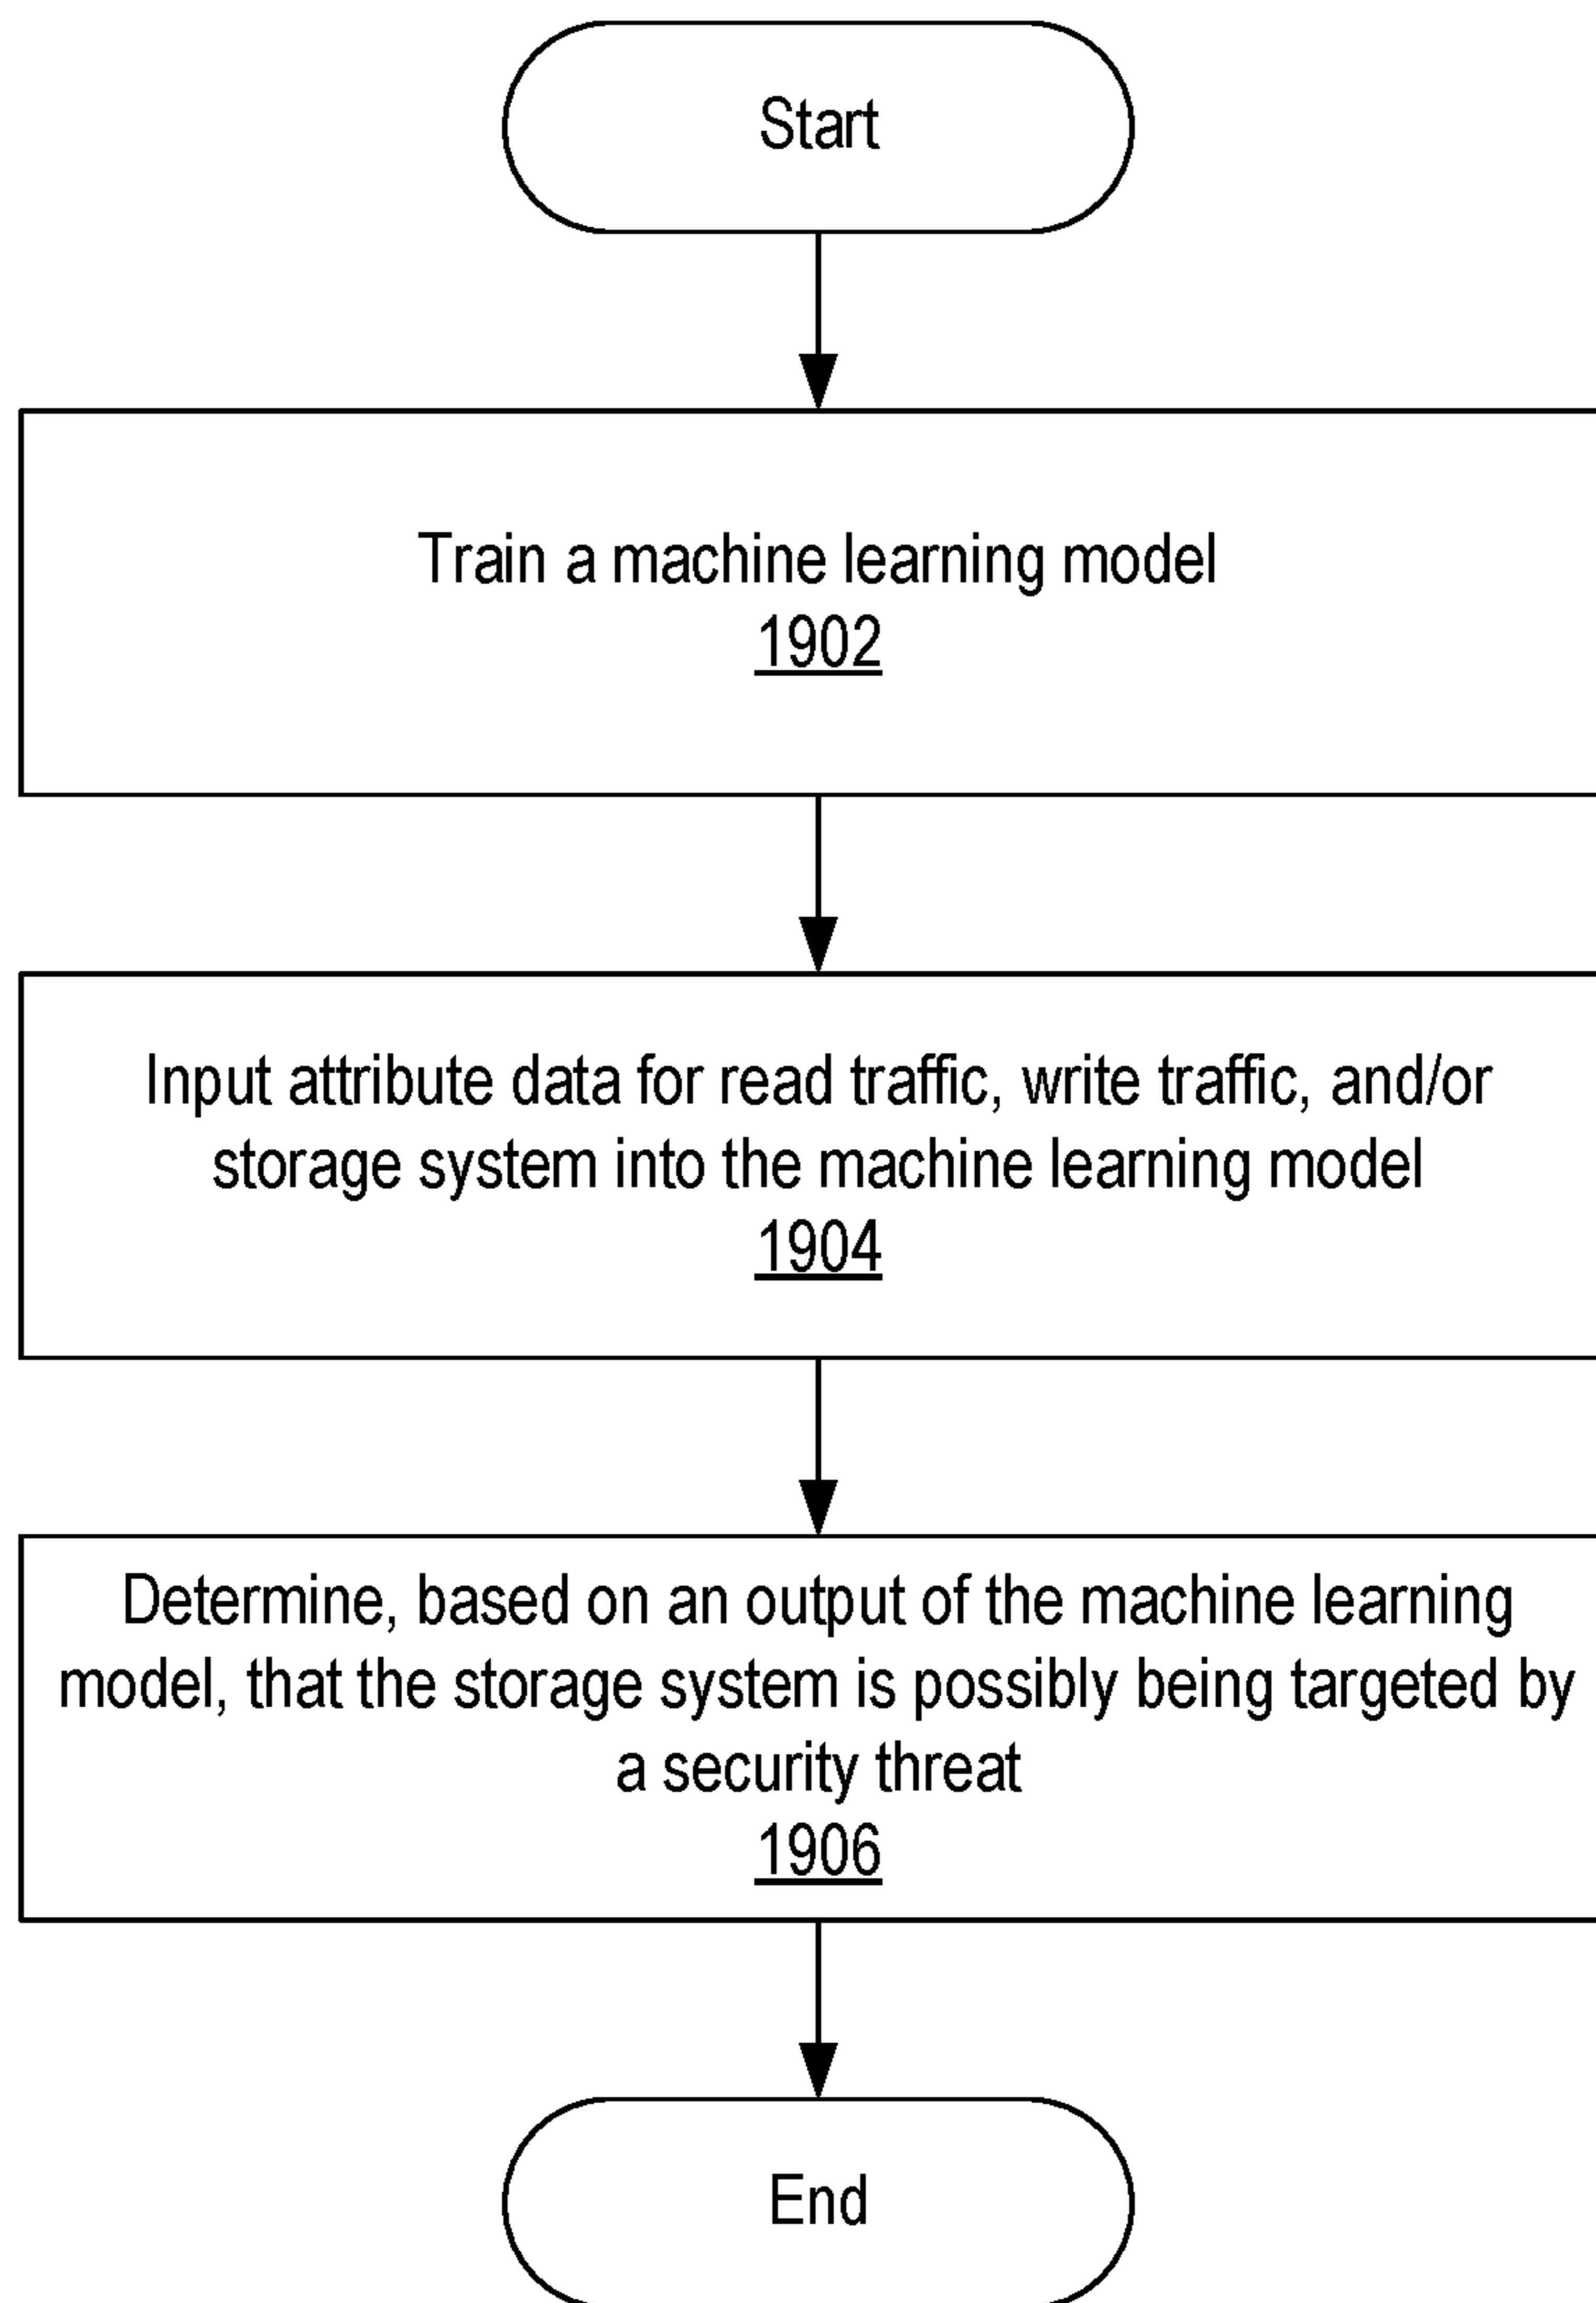 Start
Train a machine learning model
1902
Input attribute data for read traffic, write traffic, and/or
storage system into the machine learning model
1904
Determine, based on an output of the machine learning
model, that the storage system is possibly being targeted by
a security threat
1906
End